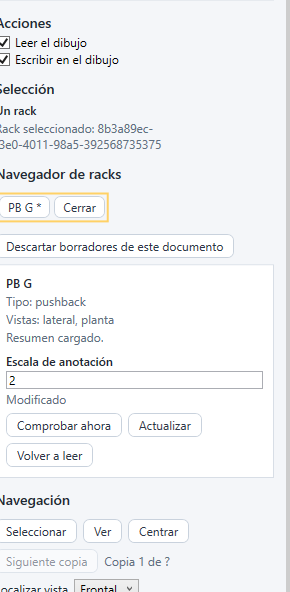 Acciones
Leer el dibujo
Escribir en el dibujo
Selección
Un rack
Rack seleccionado: 8b3a89ec-
3e0-4011-98a5-392568735375
Navegador de racks
PB G * Cerrar
Descartar borradores de este documento
PB G
Tipo: pushback
Vistas: lateral, planta
Resumen cargado.
Escala de anotación
2
Modificado
Comprobar ahora Actualizar
Volver a leer
Navegación
Seleccionar Ver Centrar
Siguiente copia Copia 1 de ?
ocalizar vista Frontal